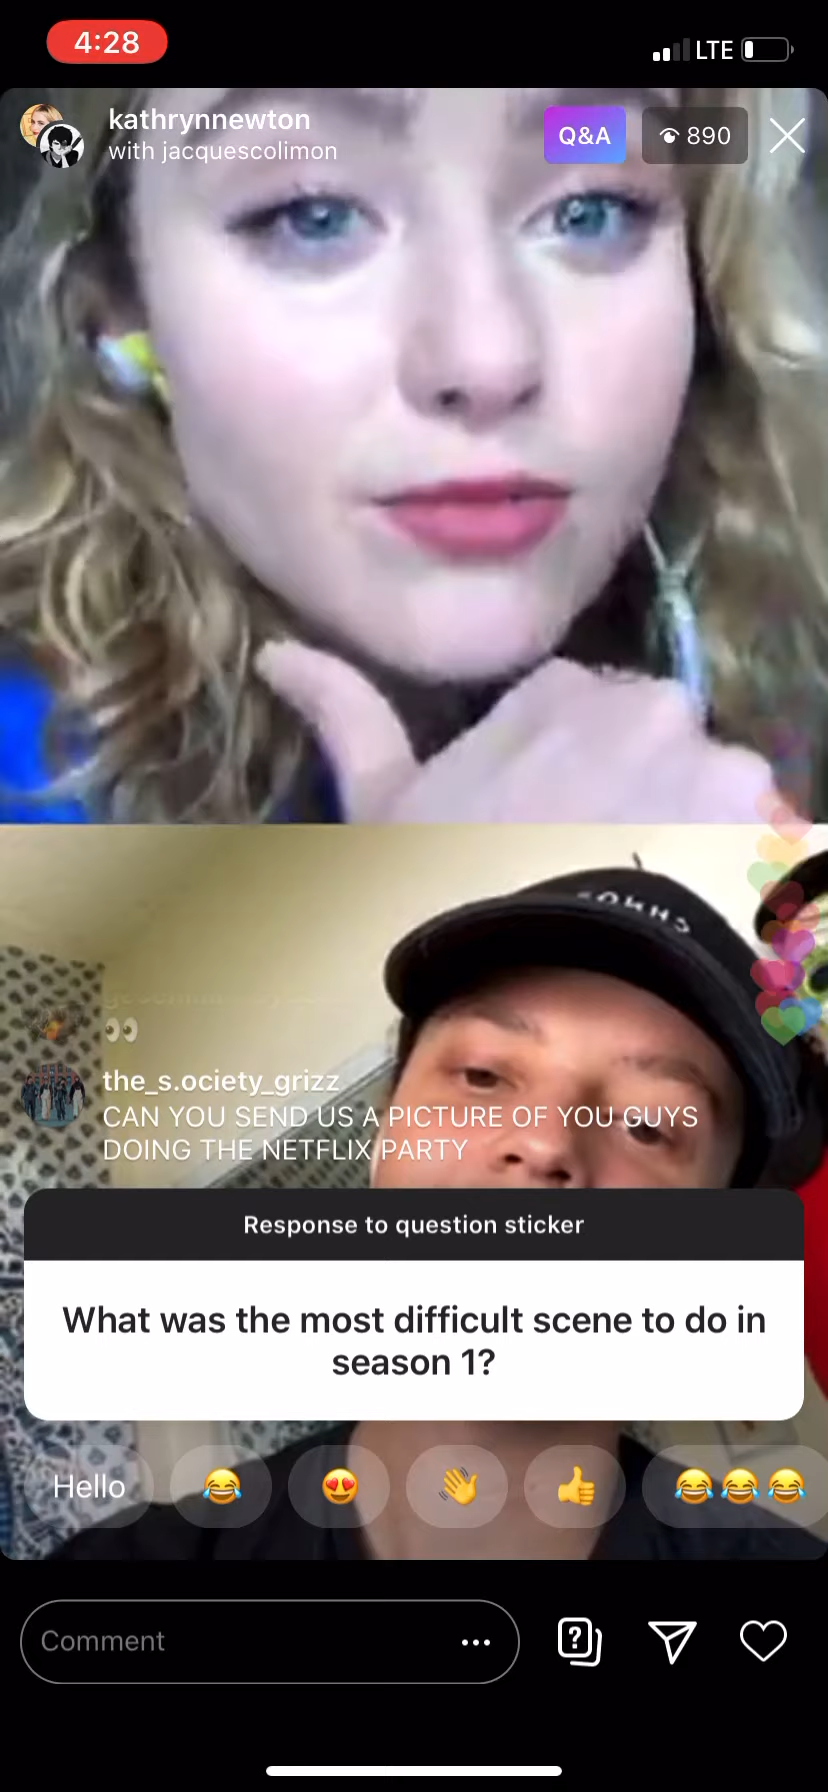 4:28
LTE
kathrynnewton
with jacquescolimon
Q&A
890
the_s.ociety_grizz
CAN YOU SEND US A PICTURE OF YOU GUYS
DOING THE NETFLIX PARTY
Response to question sticker
What was the most difficult scene to do in
season 1?
Hello
Comment